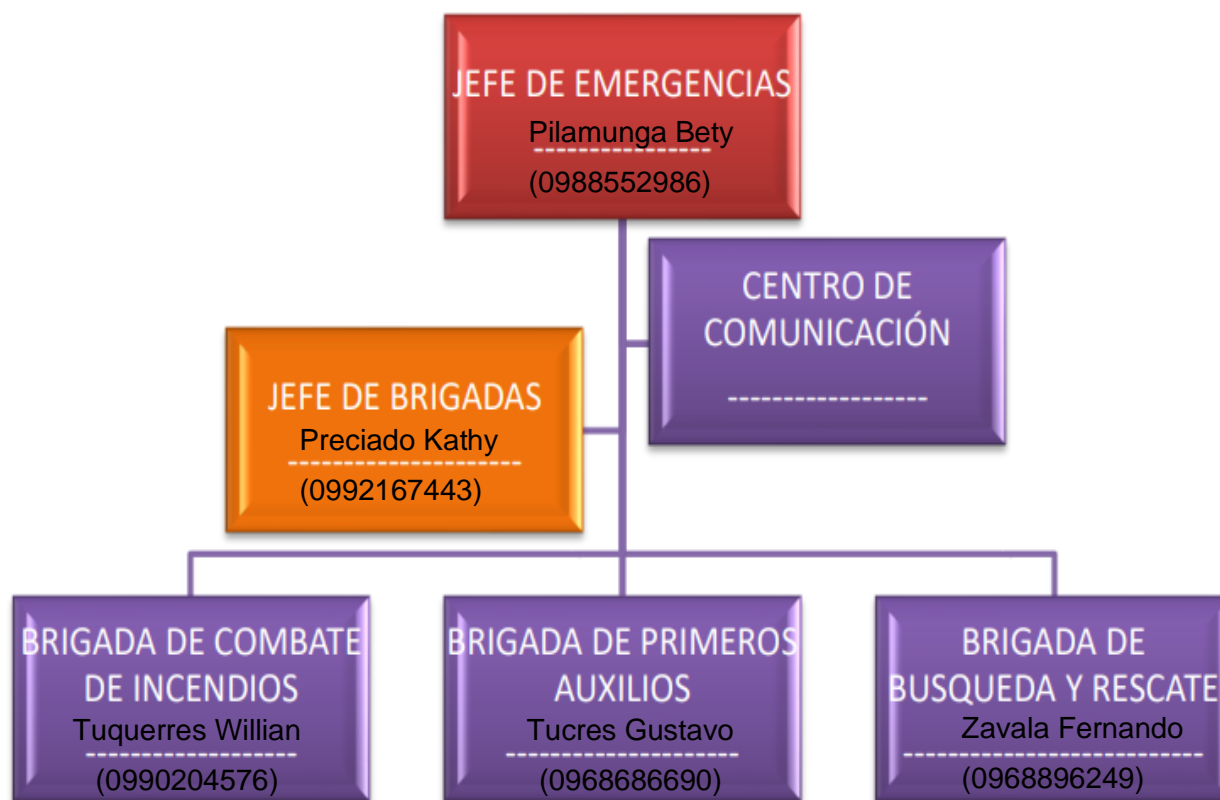 JEFE DE EMERGENCIAS
Pilamunga Bety
----------------
(0988552986)
CENTRO DE
COMUNICACIÓN
------------------
JEFE DE BRIGADAS
Preciado Kathy
---------------------
(0992167443)
BRIGADA DE COMBATE
DE INCENDIOS
Tuquerres Willian
-------------------
(0990204576)
BRIGADA DE PRIMEROS
AUXILIOS
Tucres Gustavo
---------------------
(0968686690)
BRIGADA DE
BUSQUEDA Y RESCATE
Zavala Fernando
---------------------------
(0968896249)